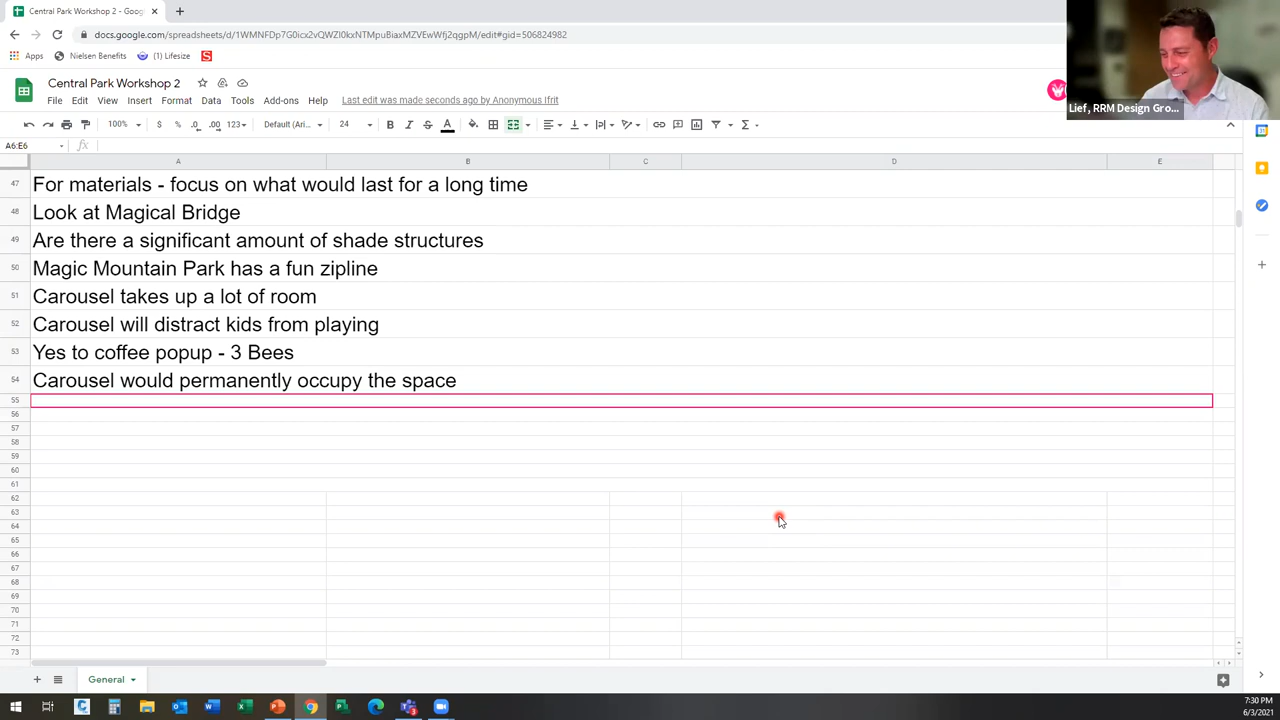 Central Park Workshop 2 - Googl
docs.google.com/spreadsheets/d/1WMNFDp7G0icx2vQWZI0kxNTMpuBiaxMZVEwWfj2qgpM/edit#gid=506824982
Apps
Nielsen Benefits
(1) Lifesize
Central Park Workshop 2
File Edit View Insert Format Data Tools Add-ons Help
Last edit was made seconds ago by Anonymous Ifrit
Lief, RRM Design Gro...
100% $ % .0 .00 123 Default (Ari... 24
A6:E6
A B C D E
47 For materials - focus on what would last for a long time
48 Look at Magical Bridge
49 Are there a significant amount of shade structures
50 Magic Mountain Park has a fun zipline
51 Carousel takes up a lot of room
52 Carousel will distract kids from playing
53 Yes to coffee popup - 3 Bees
54 Carousel would permanently occupy the space
55
56
57
58
59
60
61
62
63
64
65
66
67
68
69
70
71
72
73
General
7:30 PM
6/3/2021